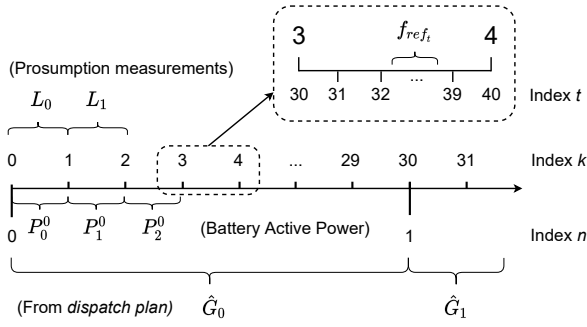 3 f_{ref_t} 4
(Prosumption measurements)
30 31 32 ... 39 40 Index t
L_0 L_1
0 1 2 3 4 ... 29 30 31 Index k
P_0^0 P_1^0 P_2^0 (Battery Active Power)
0 1 Index n
(From dispatch plan) Ĝ_0 Ĝ_1